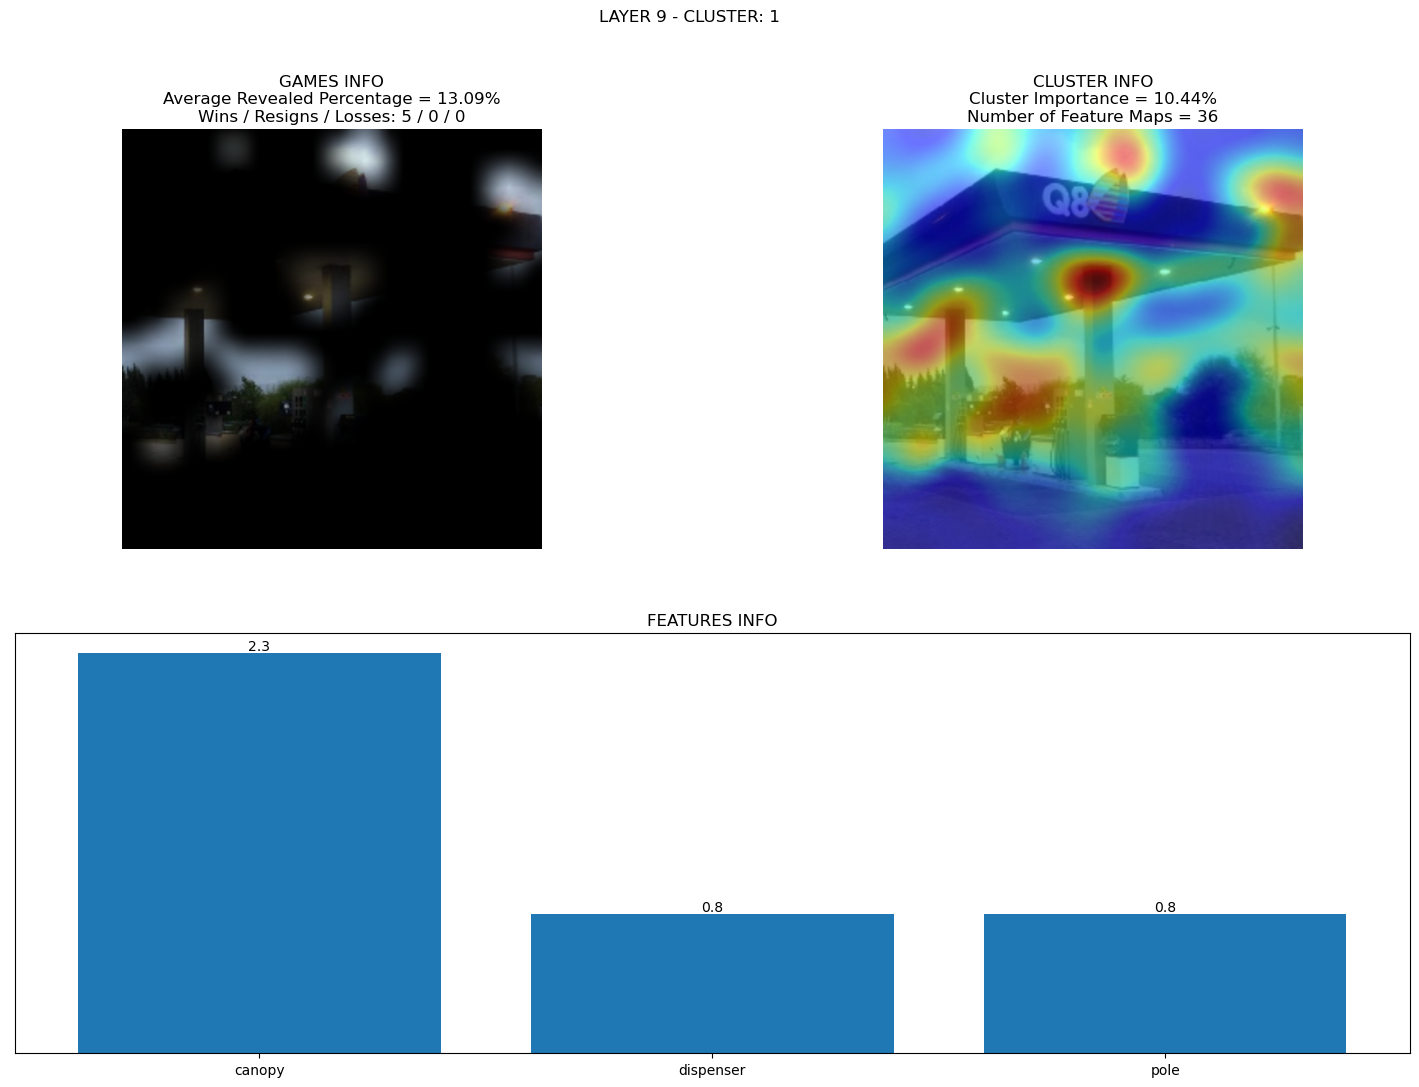 LAYER 9 - CLUSTER: 1
GAMES INFO
Average Revealed Percentage = 13.09%
Wins / Resigns / Losses: 5 / 0 / 0
CLUSTER INFO
Cluster Importance = 10.44%
Number of Feature Maps = 36
Q8
FEATURES INFO
2.3
0.8
0.8
canopy
dispenser
pole